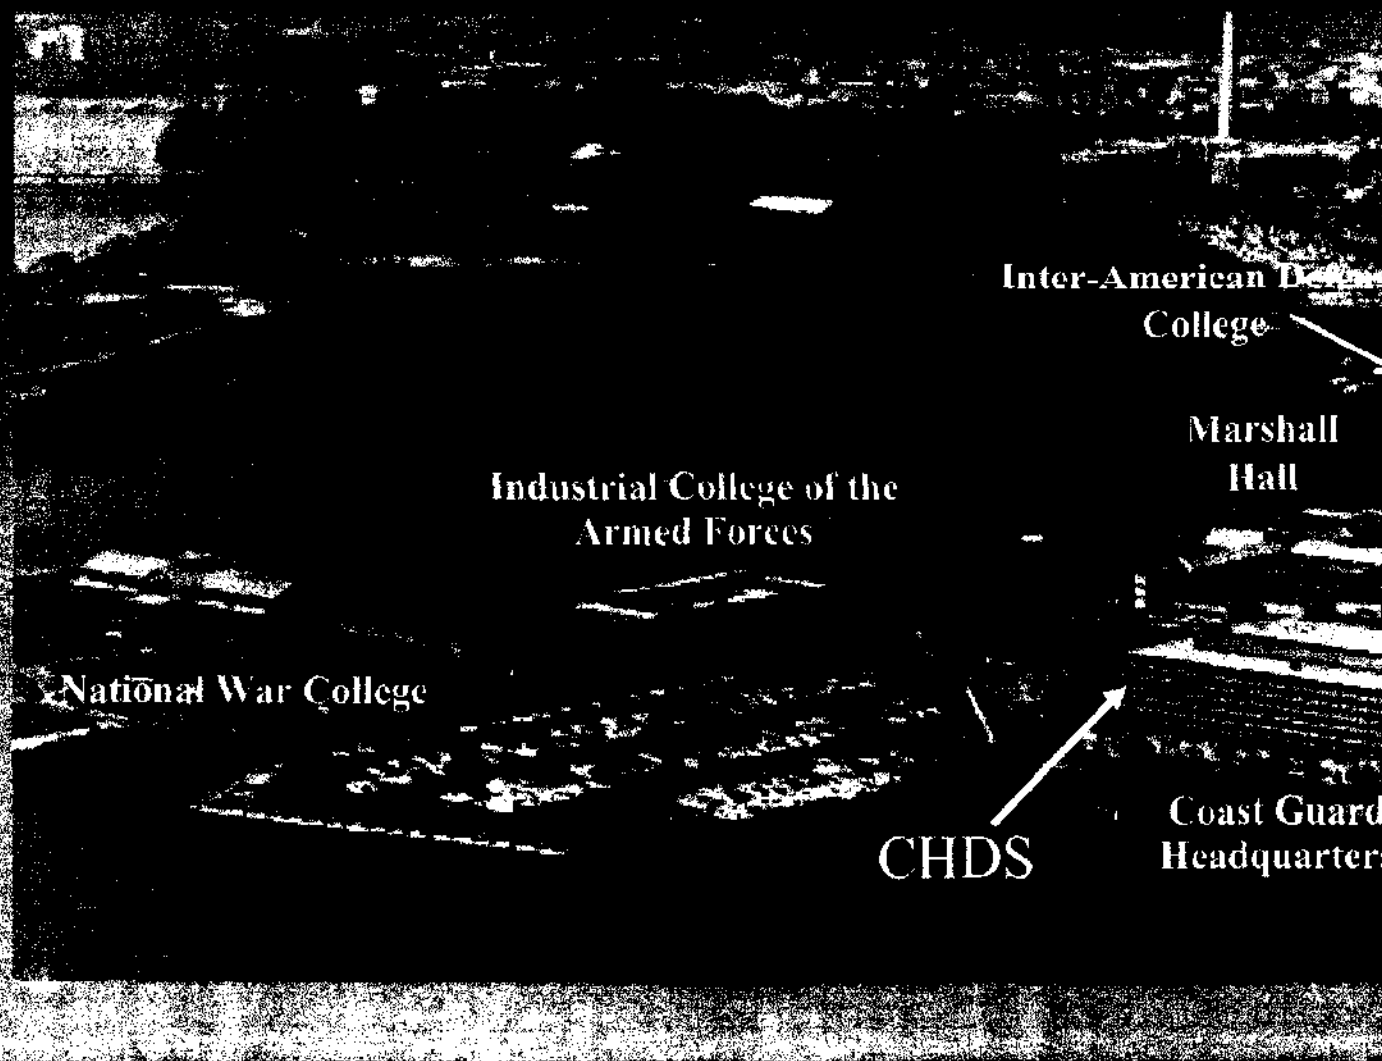 Inter-American
College
Marshall
Hall
Industrial College of the
Armed Forces
National War College
CHDS
Coast Guard
Headquarters